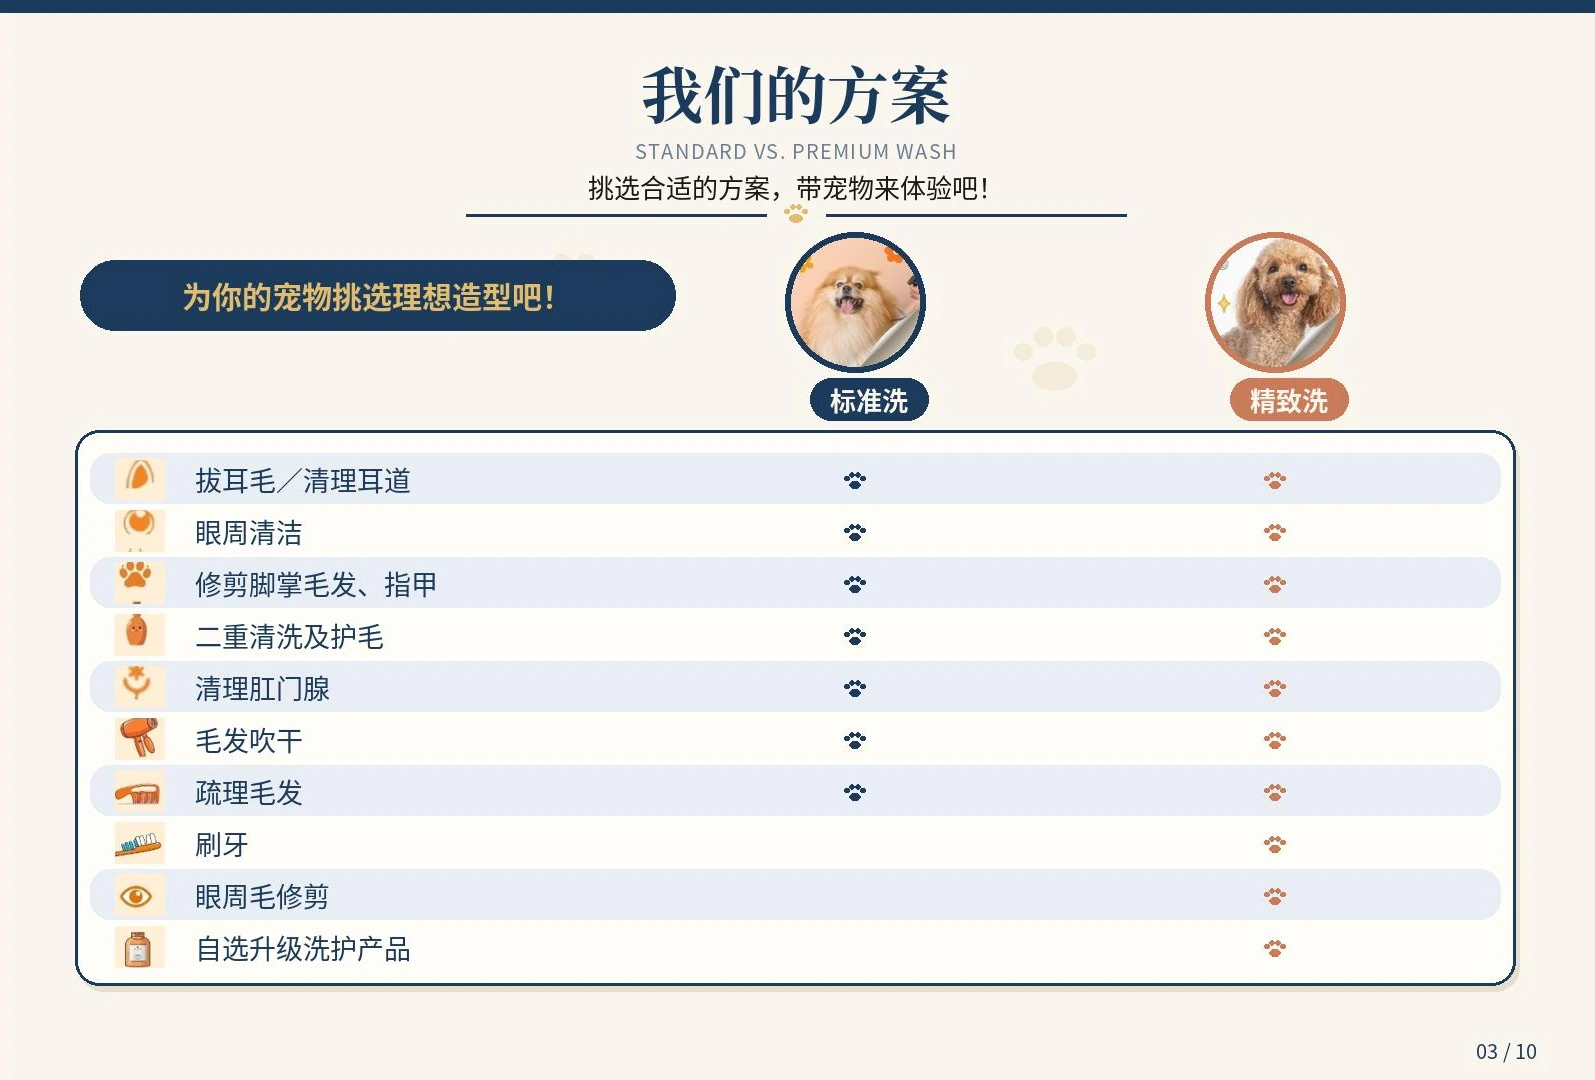 我们的方案
STANDARD VS. PREMIUM WASH
挑选合适的方案，带宠物来体验吧！
为你的宠物挑选理想造型吧！
标准洗
精致洗
拔耳毛／清理耳道
眼周清洁
修剪脚掌毛发、指甲
二重清洗及护毛
清理肛门腺
毛发吹干
疏理毛发
刷牙
眼周毛修剪
自选升级洗护产品
03 / 10